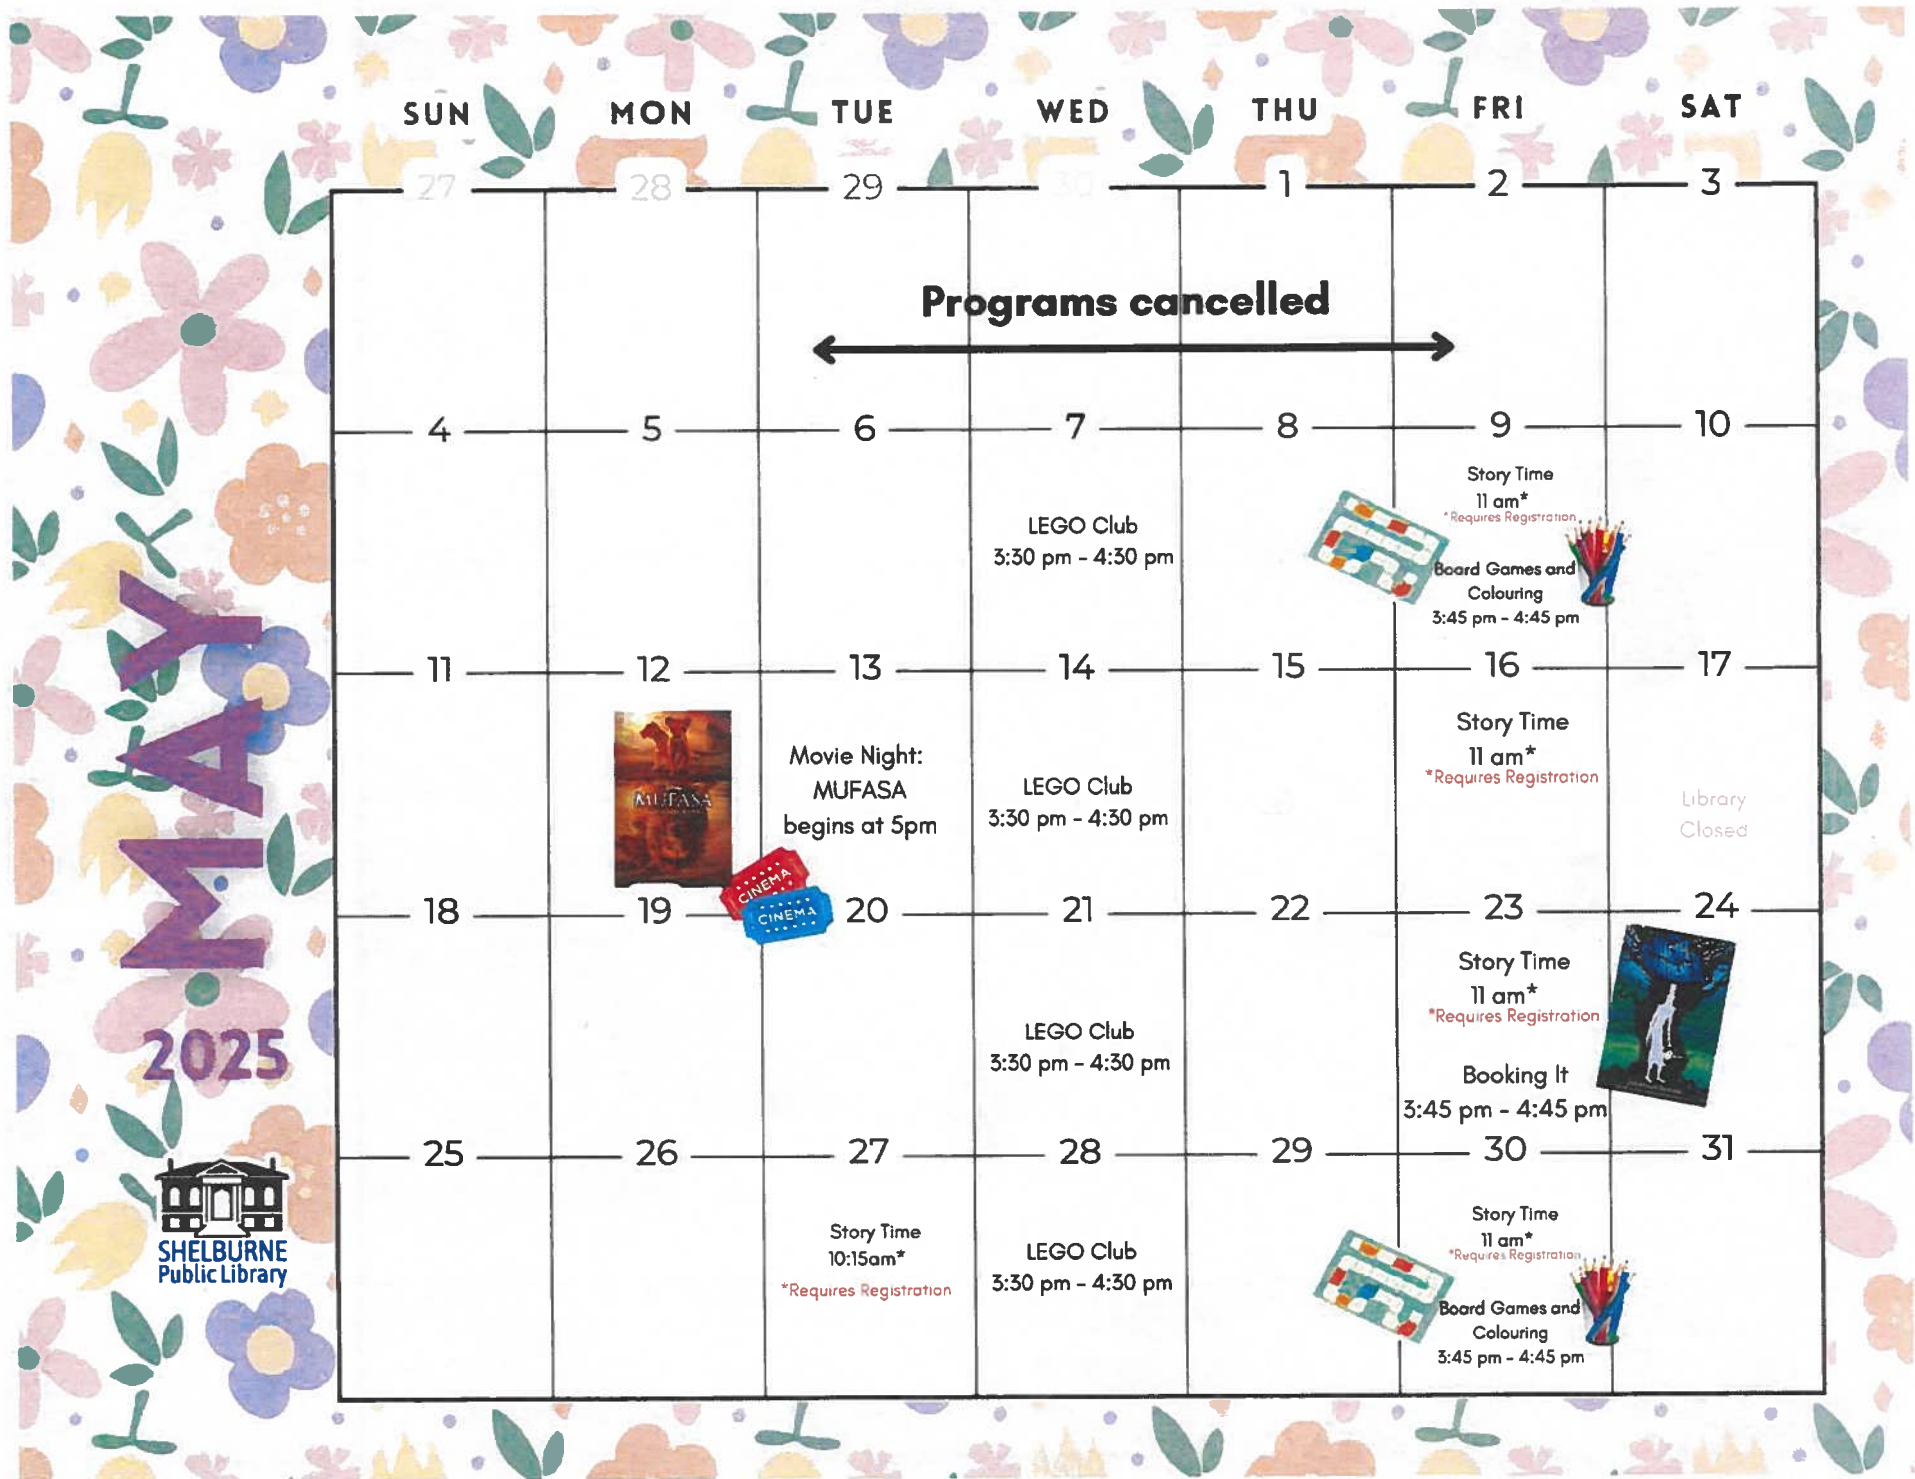 SUN MON TUE WED THU FRI SAT
27 28 29 30 1 2 3
Programs cancelled
4 5 6 7 8 9 10
LEGO Club
3:30 pm - 4:30 pm
Story Time
11 am*
*Requires Registration
Board Games and
Colouring
3:45 pm - 4:45 pm
11 12 13 14 15 16 17
MUFASA
Movie Night:
MUFASA
begins at 5pm
LEGO Club
3:30 pm - 4:30 pm
Story Time
11 am*
*Requires Registration
Library
Closed
CINEMA
CINEMA
18 19 20 21 22 23 24
LEGO Club
3:30 pm - 4:30 pm
Story Time
11 am*
*Requires Registration
Booking It
3:45 pm - 4:45 pm
25 26 27 28 29 30 31
Story Time
10:15am*
*Requires Registration
LEGO Club
3:30 pm - 4:30 pm
Story Time
11 am*
*Requires Registration
Board Games and
Colouring
3:45 pm - 4:45 pm
MAY
2025
SHELBURNE
Public Library